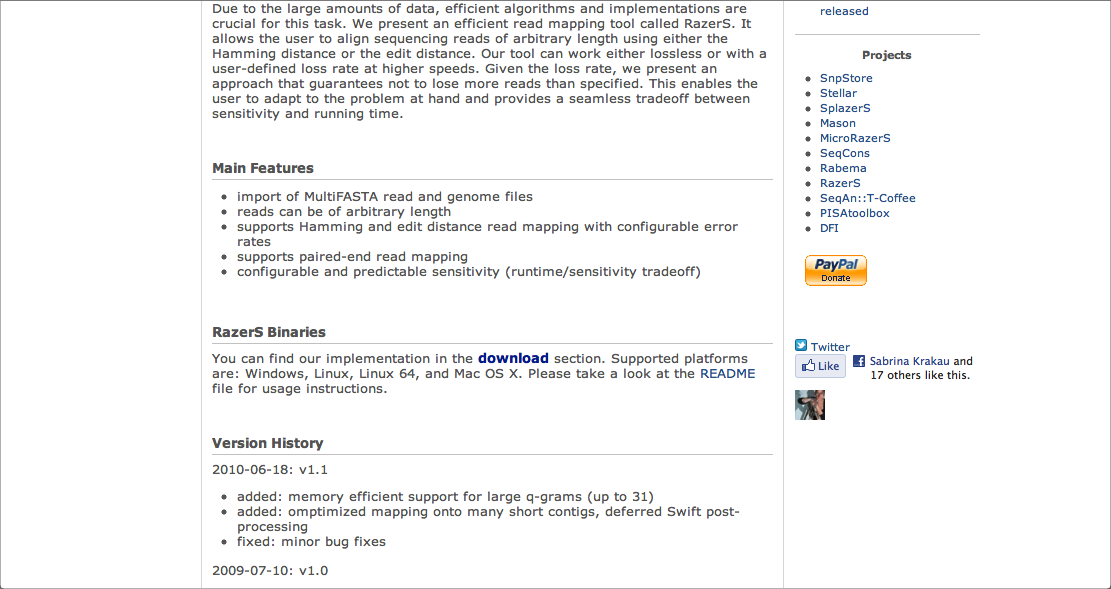 Due to the large amounts of data, efficient algorithms and implementations are
crucial for this task. We present an efficient read mapping tool called RazerS. It
allows the user to align sequencing reads of arbitrary length using either the
Hamming distance or the edit distance. Our tool can work either lossless or with a
user-defined loss rate at higher speeds. Given the loss rate, we present an
approach that guarantees not to lose more reads than specified. This enables the
user to adapt to the problem at hand and provides a seamless tradeoff between
sensitivity and running time.
Main Features
import of MultiFASTA read and genome files
reads can be of arbitrary length
supports Hamming and edit distance read mapping with configurable error
rates
supports paired-end read mapping
configurable and predictable sensitivity (runtime/sensitivity tradeoff)
RazerS Binaries
You can find our implementation in the download section. Supported platforms
are: Windows, Linux, Linux 64, and Mac OS X. Please take a look at the README
file for usage instructions.
Version History
2010-06-18: v1.1
added: memory efficient support for large q-grams (up to 31)
added: omptimized mapping onto many short contigs, deferred Swift post-
processing
fixed: minor bug fixes
2009-07-10: v1.0
released
Projects
SnpStore
Stellar
SplazerS
Mason
MicroRazerS
SeqCons
Rabema
RazerS
SeqAn::T-Coffee
PISAtoolbox
DFI
PayPal
Donate
Twitter
Like
Sabrina Krakau and
17 others like this.